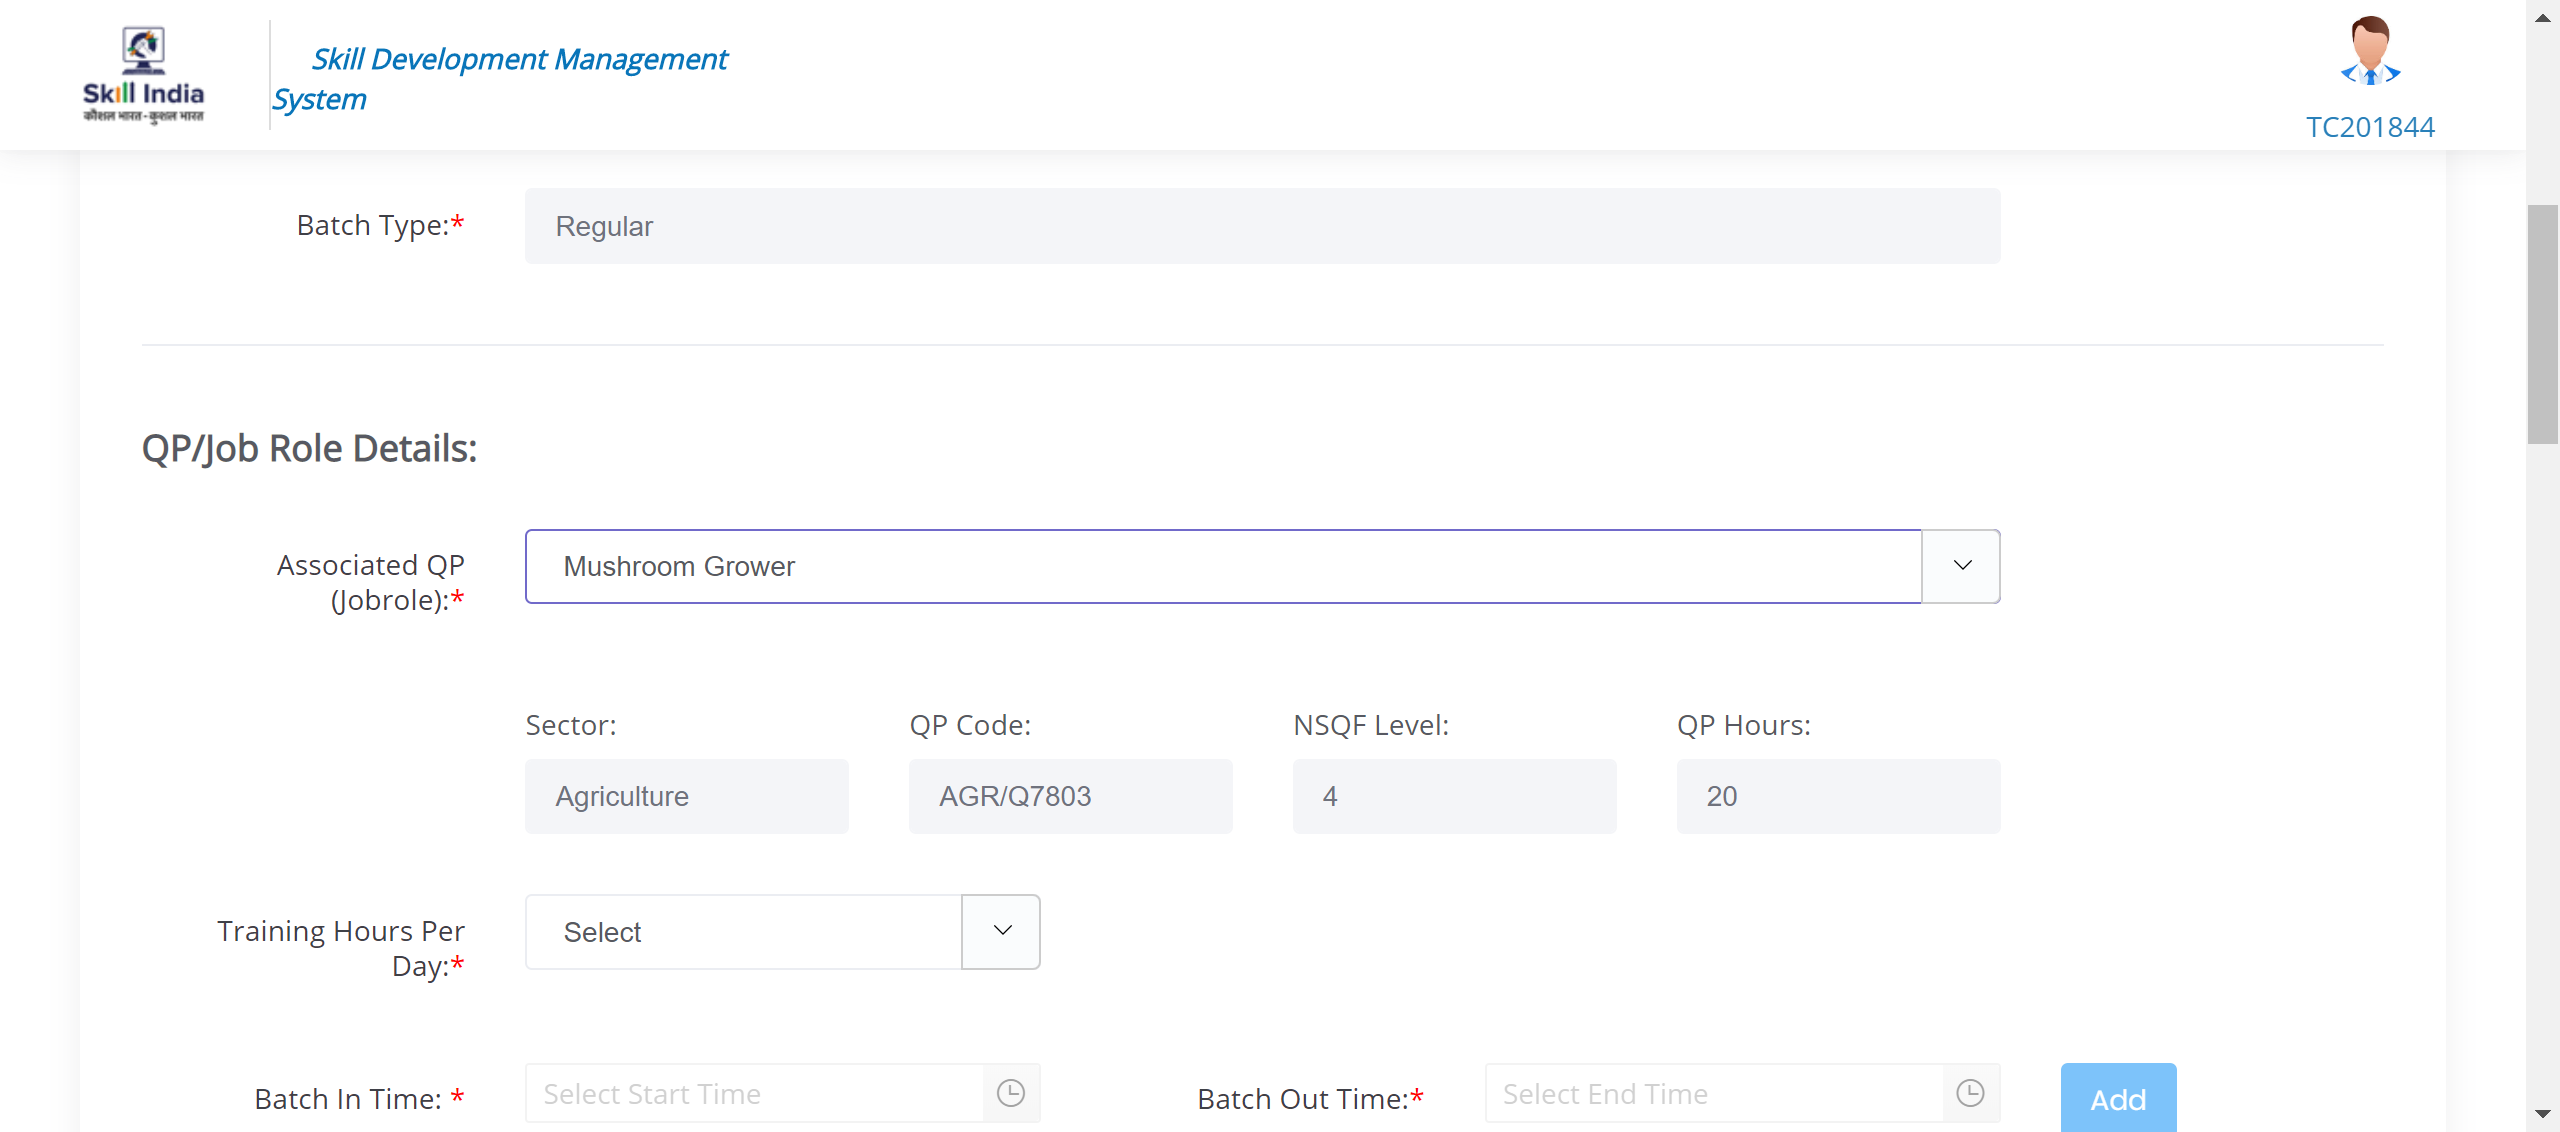 Skill India
कौशल भारत - कुशल भारत
Skill Development Management
System
TC201844
Batch Type:*
Regular
QP/Job Role Details:
Associated QP
(Jobrole):*
Mushroom Grower
Sector:
QP Code:
NSQF Level:
QP Hours:
Agriculture
AGR/Q7803
4
20
Training Hours Per
Day:*
Select
Batch In Time: *
Select Start Time
Batch Out Time:*
Select End Time
Add